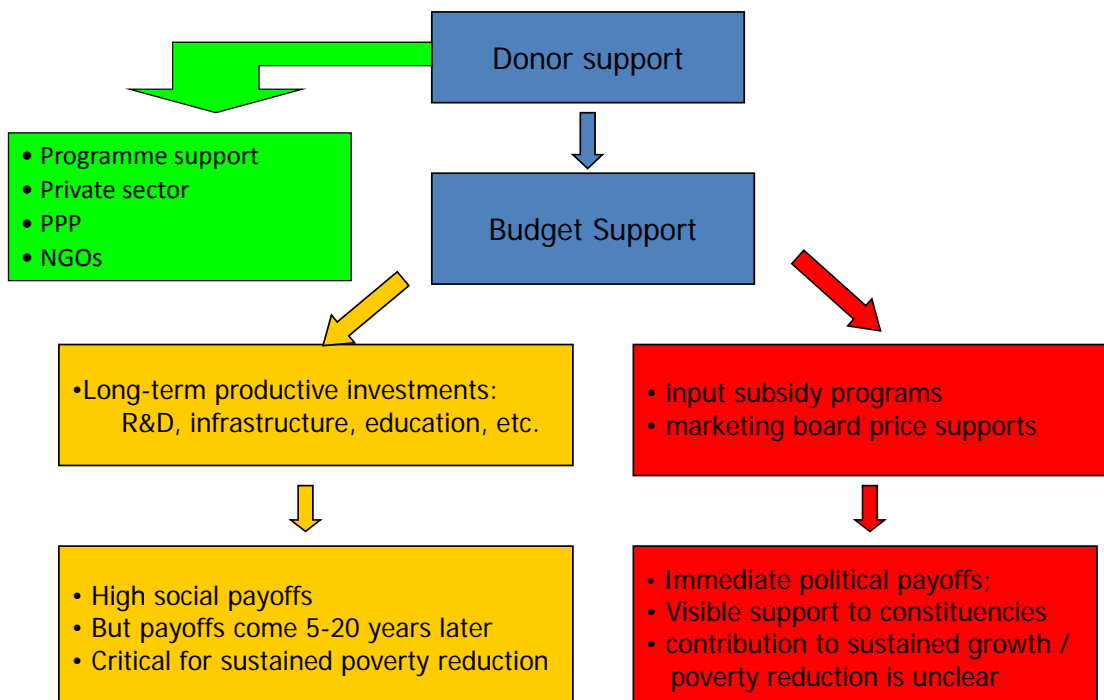 Donor support
• Programme support
• Private sector
• PPP
• NGOs
Budget Support
•Long-term productive investments:
R&D, infrastructure, education, etc.
• input subsidy programs
• marketing board price supports
• High social payoffs
• But payoffs come 5-20 years later
• Critical for sustained poverty reduction
• Immediate political payoffs;
• Visible support to constituencies
• contribution to sustained growth /
poverty reduction is unclear